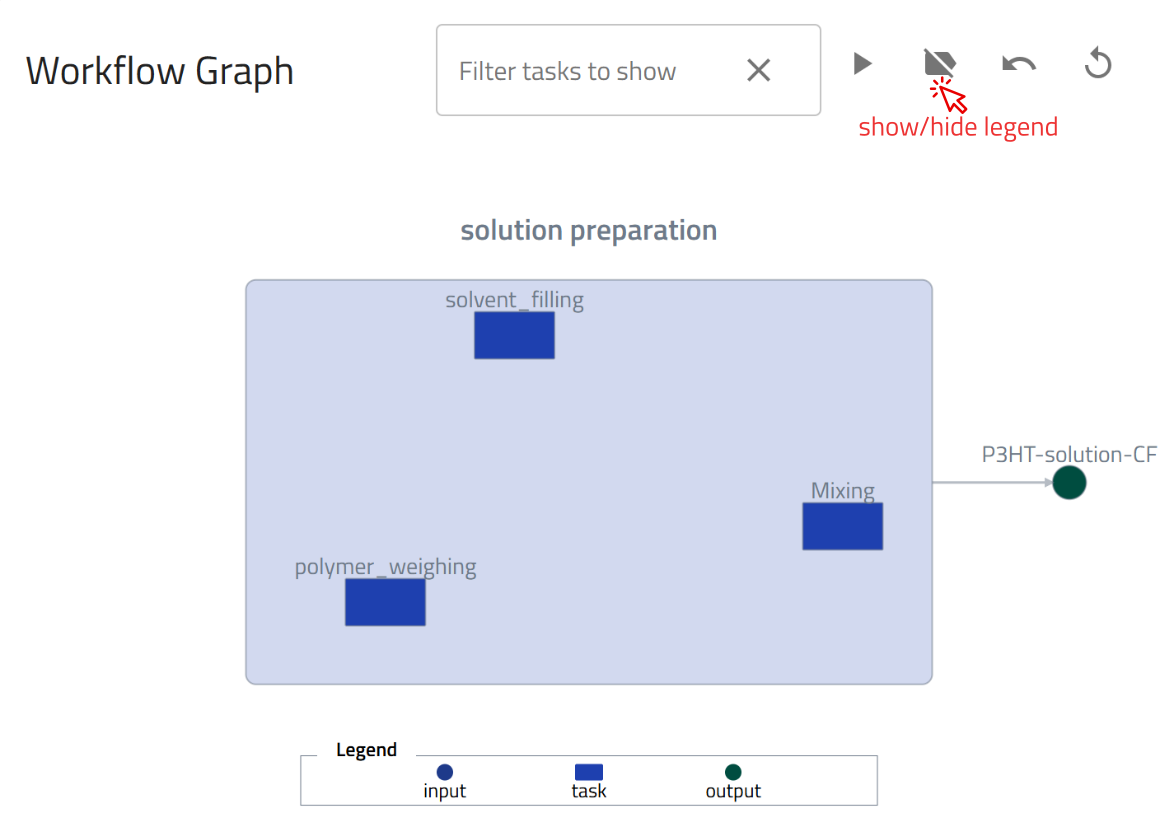 Workflow Graph
Filter tasks to show
show/hide legend
solution preparation
solvent_filling
P3HT-solution-CF
Mixing
polymer_weighing
Legend
input
task
output